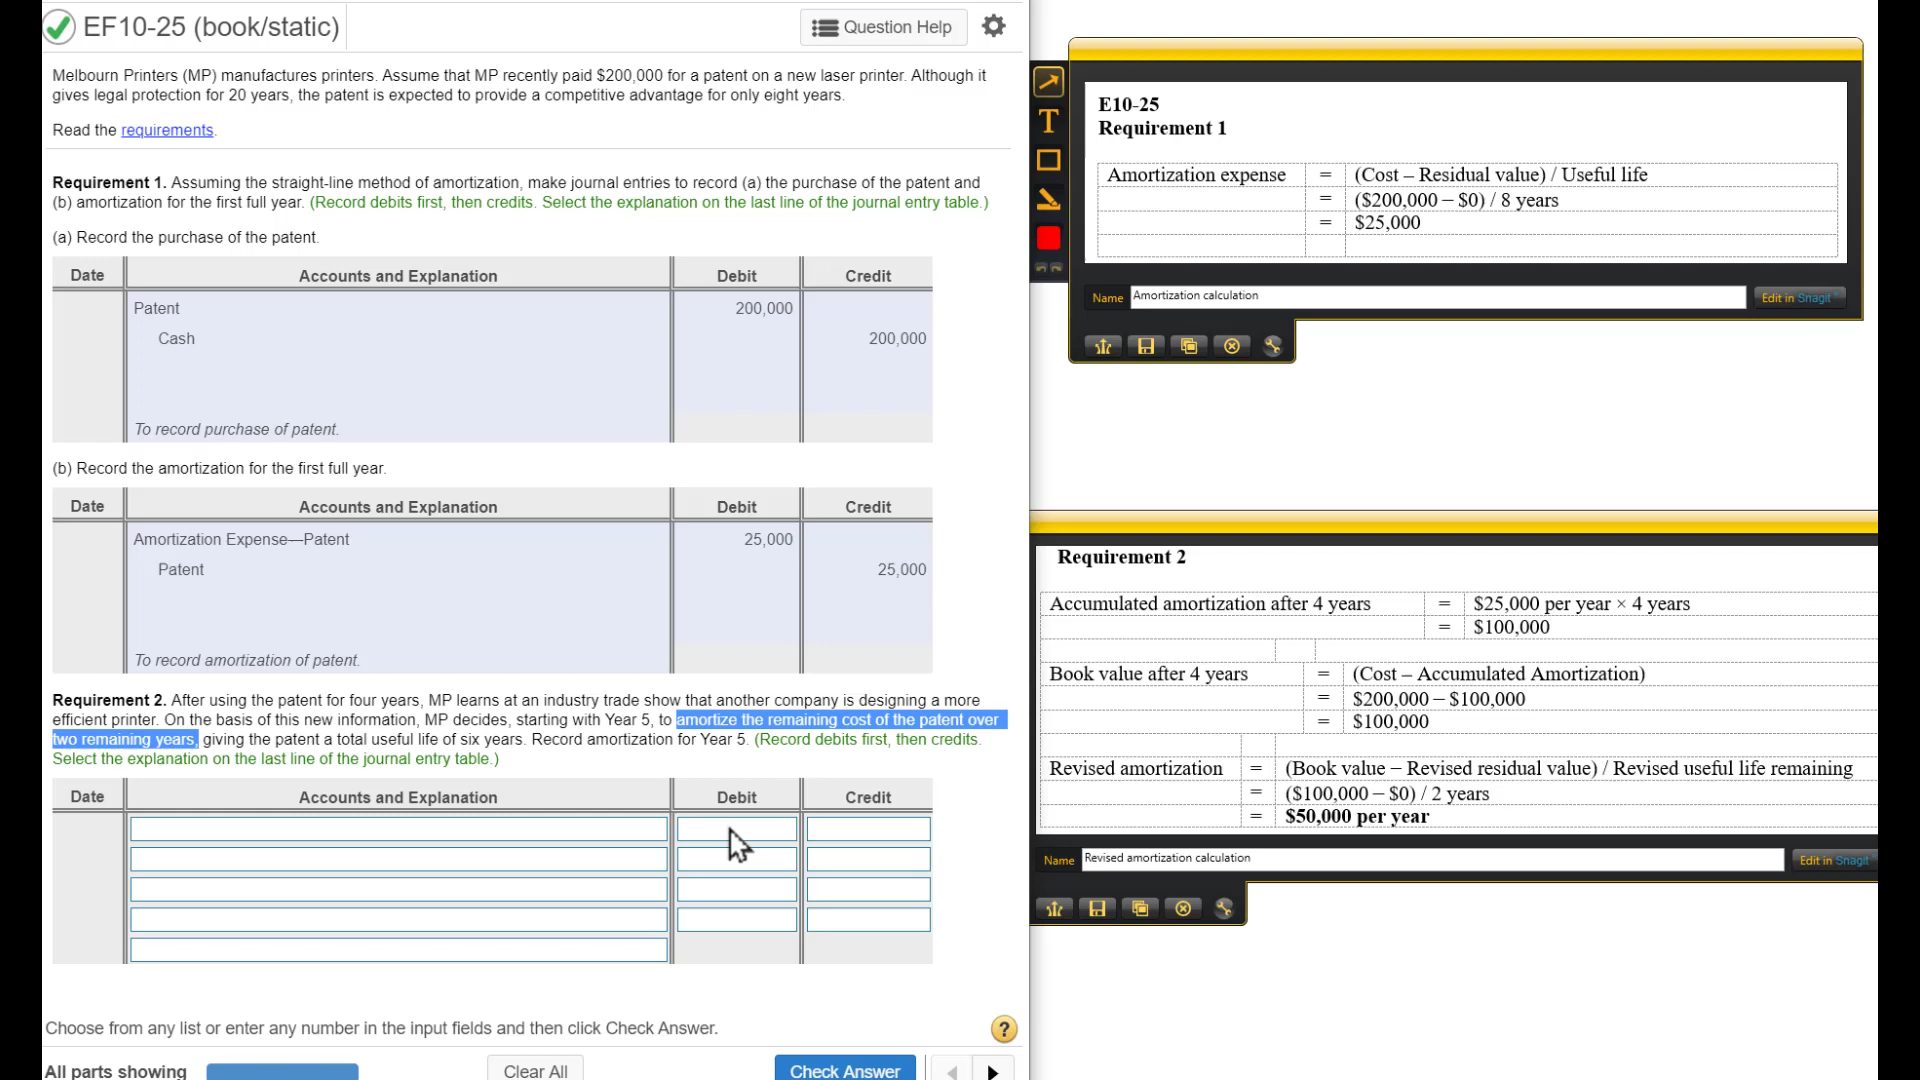 EF10-25 (book/static)
Question Help
Melbourn Printers (MP) manufactures printers. Assume that MP recently paid $200,000 for a patent on a new laser printer. Although it
gives legal protection for 20 years, the patent is expected to provide a competitive advantage for only eight years.
Read the requirements.
Requirement 1. Assuming the straight-line method of amortization, make journal entries to record (a) the purchase of the patent and
(b) amortization for the first full year. (Record debits first, then credits. Select the explanation on the last line of the journal entry table.)
(a) Record the purchase of the patent.
Date Accounts and Explanation Debit Credit
Patent 200,000
Cash 200,000
To record purchase of patent.
(b) Record the amortization for the first full year.
Date Accounts and Explanation Debit Credit
Amortization Expense—Patent 25,000
Patent 25,000
To record amortization of patent.
Requirement 2. After using the patent for four years, MP learns at an industry trade show that another company is designing a more
efficient printer. On the basis of this new information, MP decides, starting with Year 5, to amortize the remaining cost of the patent over
two remaining years, giving the patent a total useful life of six years. Record amortization for Year 5. (Record debits first, then credits.
Select the explanation on the last line of the journal entry table.)
Date Accounts and Explanation Debit Credit
Choose from any list or enter any number in the input fields and then click Check Answer.
?
All parts showing
Clear All
Check Answer
T
E10-25
Requirement 1
Amortization expense = (Cost – Residual value) / Useful life
= ($200,000 – $0) / 8 years
= $25,000
Name Amortization calculation Edit in Snagit
Requirement 2
Accumulated amortization after 4 years = $25,000 per year × 4 years
= $100,000
Book value after 4 years = (Cost – Accumulated Amortization)
= $200,000 – $100,000
= $100,000
Revised amortization = (Book value – Revised residual value) / Revised useful life remaining
= ($100,000 – $0) / 2 years
= $50,000 per year
Name Revised amortization calculation Edit in Snagit